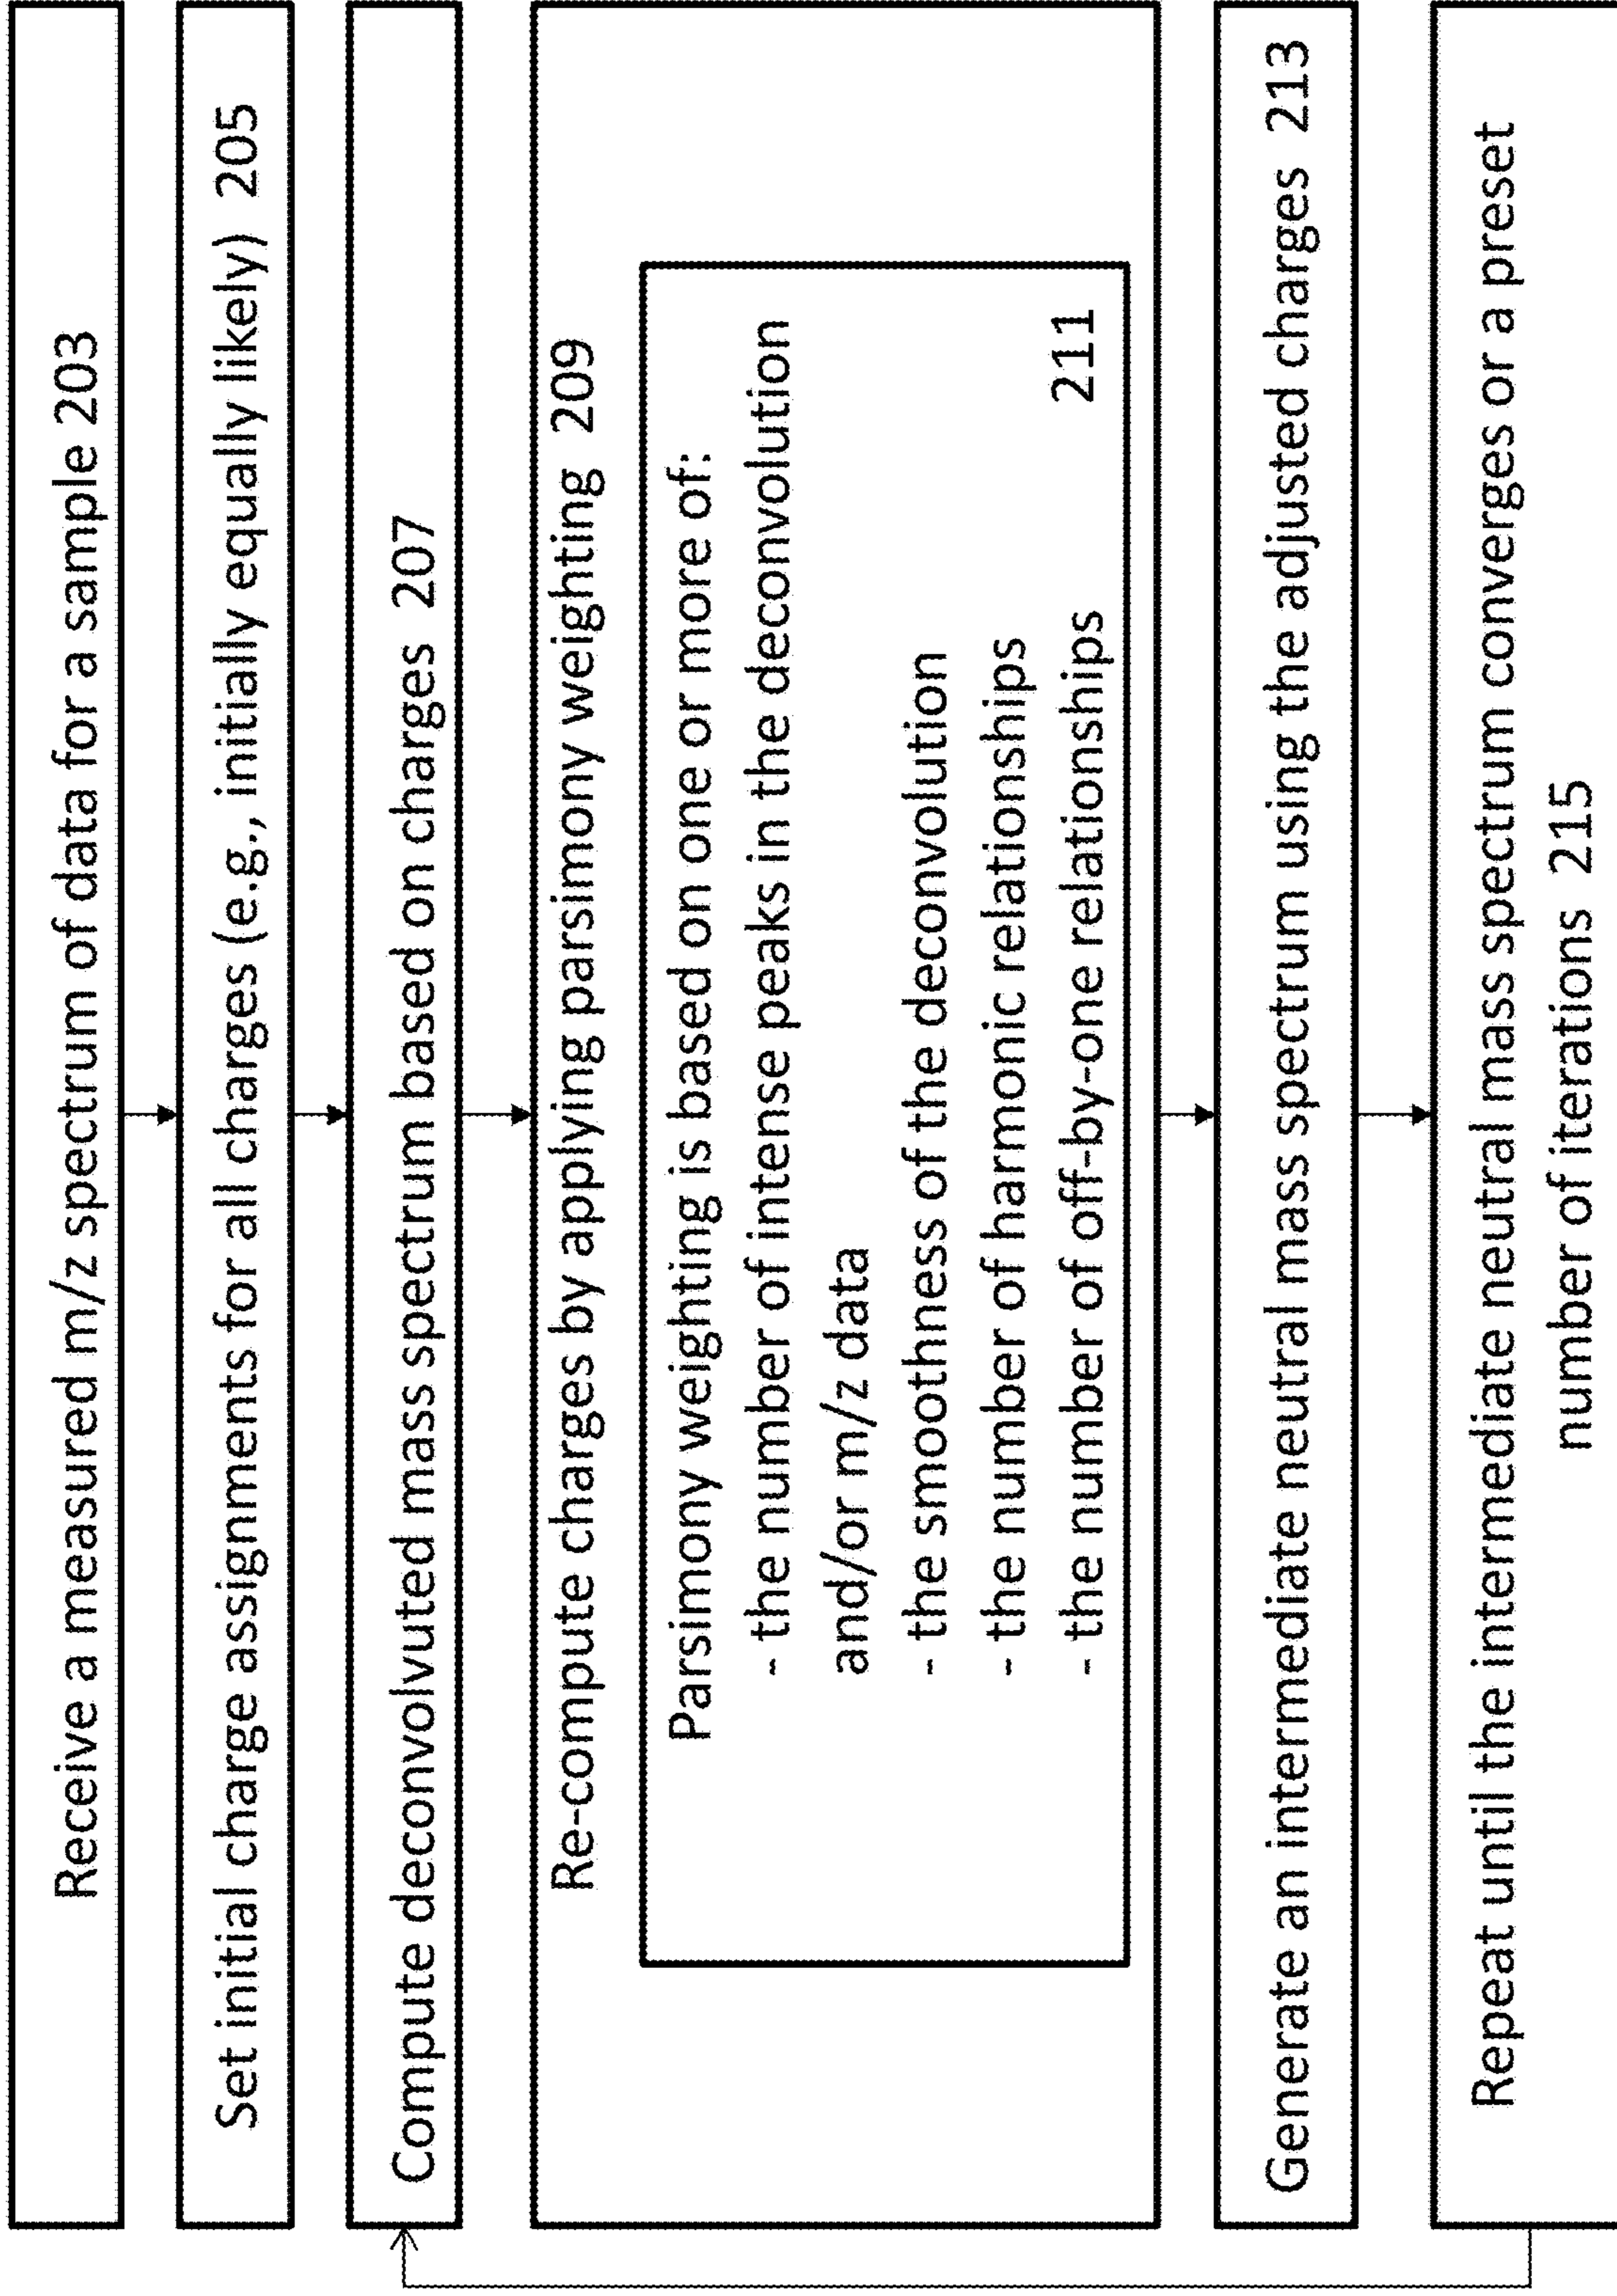 Receive a measured m/z spectrum of data for a sample 203
Set initial charge assignments for all charges (e.g., initially equally likely) 205
Compute deconvolvuted mass spectrum based on charges 207
Re-compute charges by applying parsimony weighting 209
Parsimony weighting is based on one or more of:
- the number of intense peaks in the deconvolution
and/or m/z data
- the smoothness of the deconvolution
- the number of harmonic relationships
- the number of off-by-one relationships 211
Generate an intermediate neutral mass spectrum using the adjusted charges 213
Repeat until the intermediate neutral mass spectrum converges or a preset
number of iterations 215